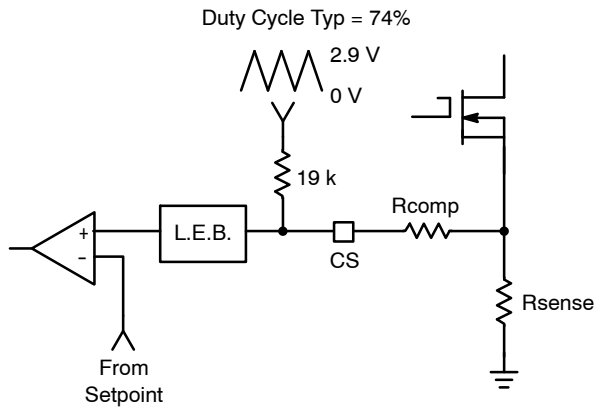 Duty Cycle Typ = 74%
2.9 V
0 V
19 k
Rcomp
+
L.E.B.
−
CS
Rsense
From
Setpoint